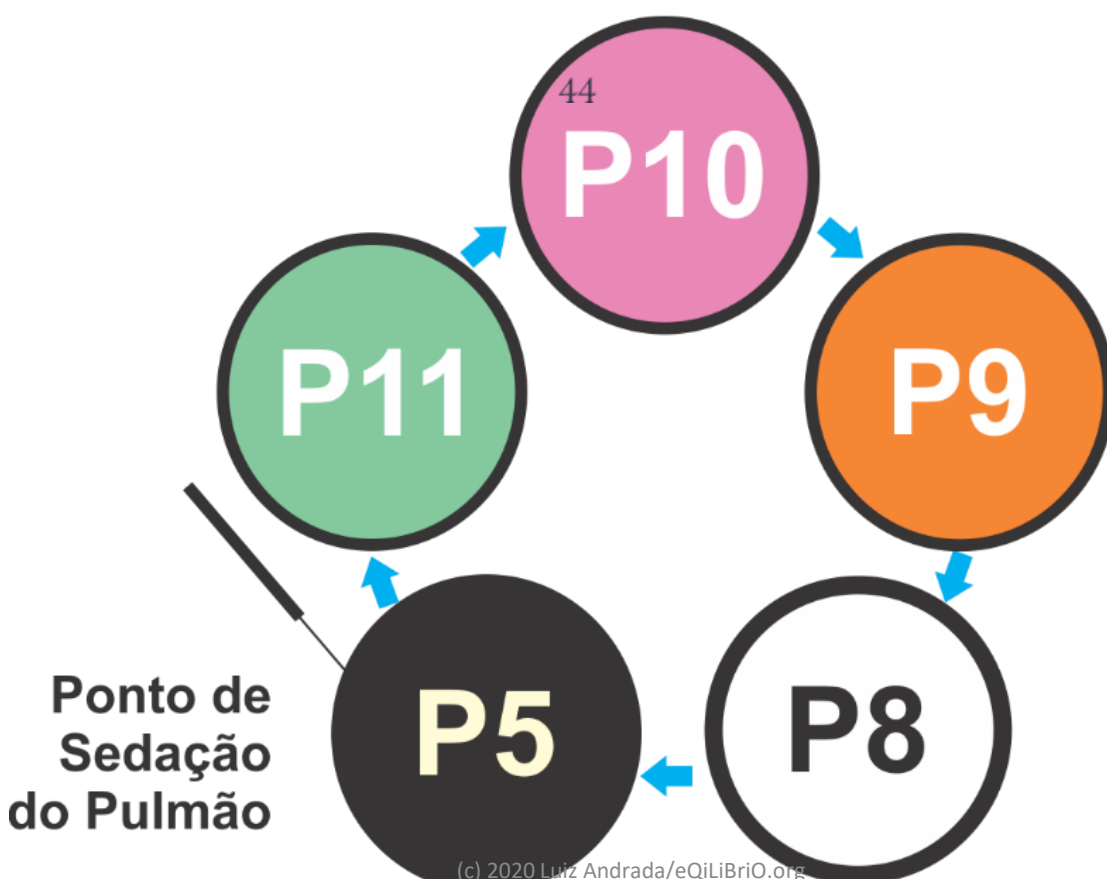 44
P10
P11
P9
Ponto de
Sedação
do Pulmão
P5
P8
(c) 2020 Luiz Andrada/eQiLiBriO.org